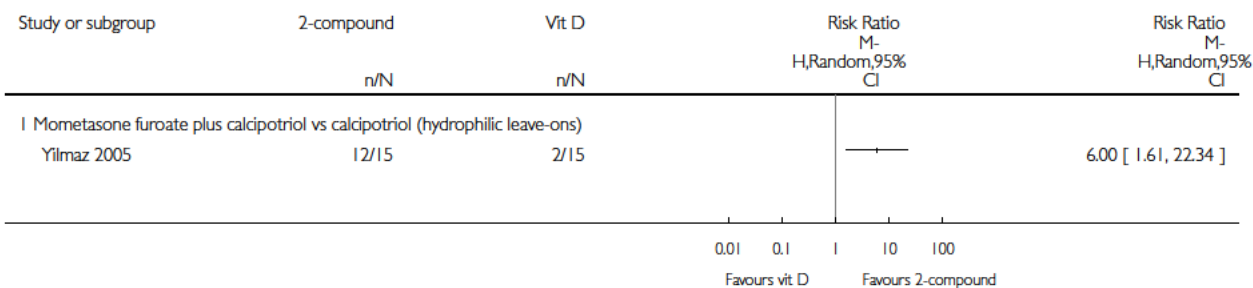 Study or subgroup 2-compound Vit D Risk Ratio Risk Ratio
M- M-
H,Random,95% H,Random,95%
n/N n/N CI CI
1 Mometasone furoate plus calcipotriol vs calcipotriol (hydrophilic leave-ons)
Yilmaz 2005 12/15 2/15 6.00 [ 1.61, 22.34 ]
0.01 0.1 1 10 100
Favours vit D Favours 2-compound